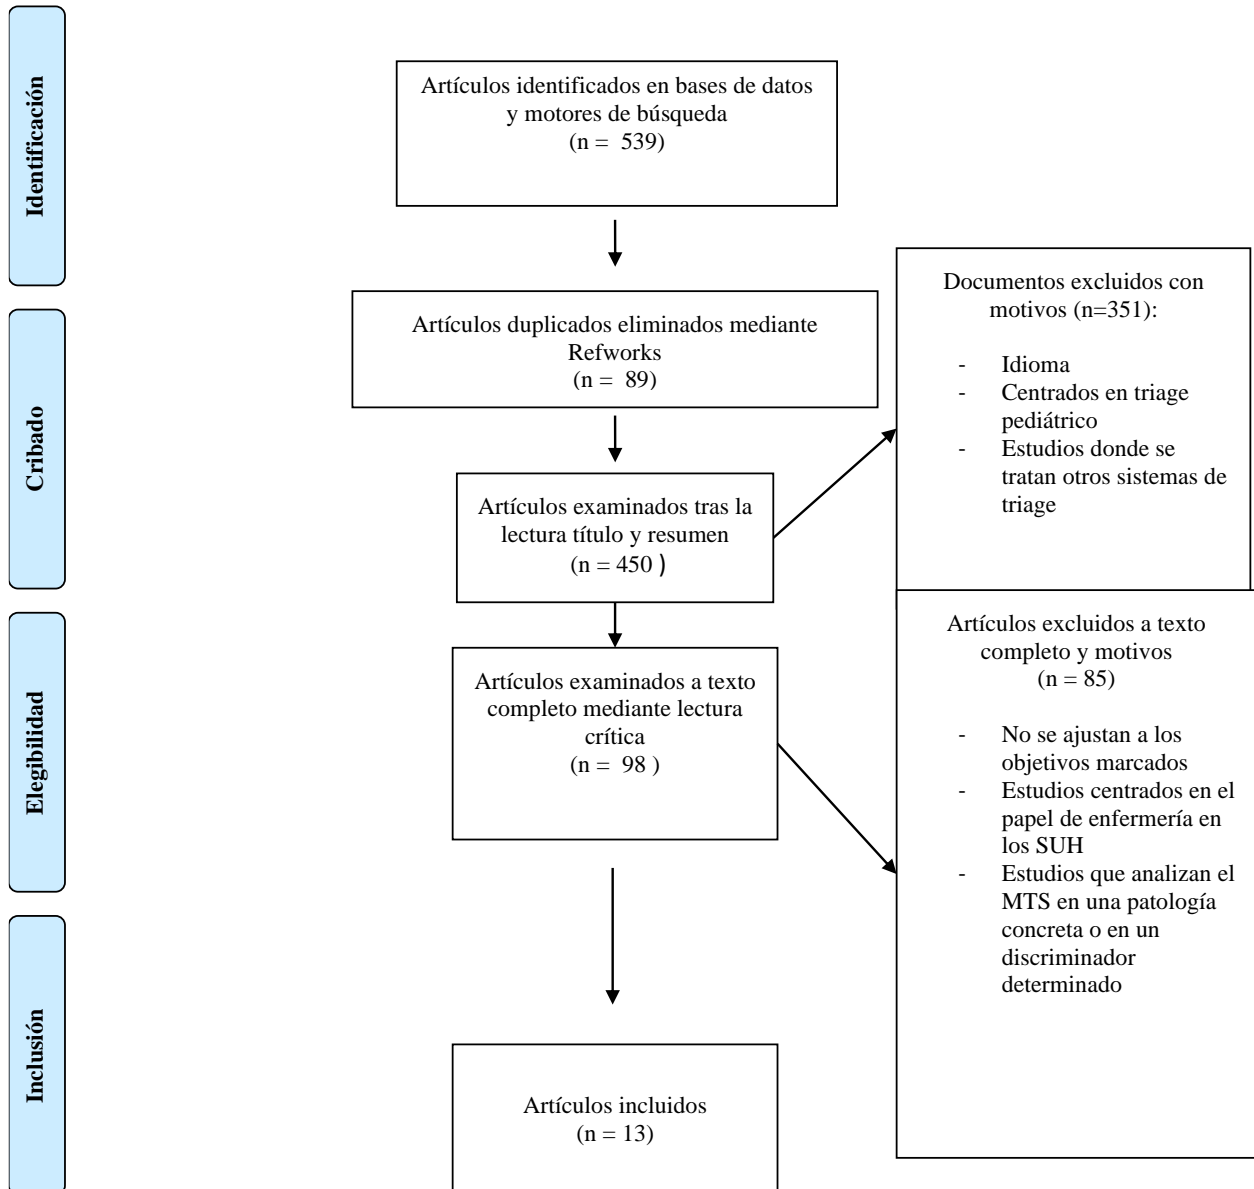 Identificación
Artículos identificados en bases de datos
y motores de búsqueda
(n =  539)
Cribado
Artículos duplicados eliminados mediante
Refworks
(n =  89)
Documentos excluidos con
motivos (n=351):
- Idioma
- Centrados en triage
pediátrico
- Estudios donde se
tratan otros sistemas de
triage
Artículos examinados tras la
lectura título y resumen
(n = 450 )
Elegibilidad
Artículos examinados a texto
completo mediante lectura
crítica
(n =  98 )
Artículos excluidos a texto
completo y motivos
(n = 85)
- No se ajustan a los
objetivos marcados
- Estudios centrados en el
papel de enfermería en
los SUH
- Estudios que analizan el
MTS en una patología
concreta o en un
discriminador
determinado
Inclusión
Artículos incluidos
(n = 13)